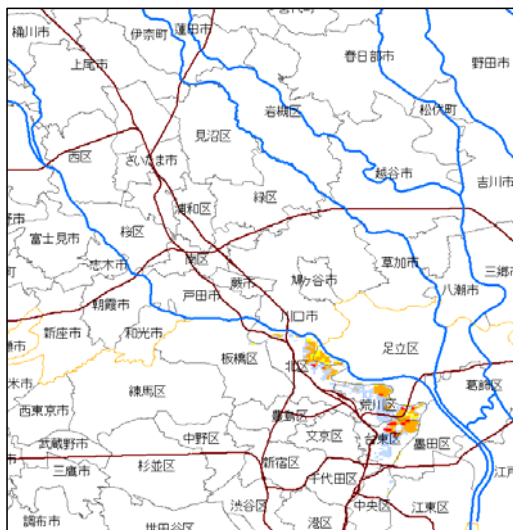 桶川市
伊奈町
蓮田市
春日部市
野田市
上尾市
岩槻区
松伏町
見沼区
西区
さいたま市
越谷市
吉川市
緑区
浦和区
桜区
富士見市
南区
草加市
三郷市
志木市
蕨市
鳩ヶ谷市
八潮市
朝霞市
戸田市
川口市
新座市
和光市
足立区
板橋区
北区
葛飾区
練馬区
荒川区
西東京市
豊島区
文京区
台東区
墨田区
武蔵野市
中野区
三鷹市
杉並区
新宿区
千代田区
渋谷区
中央区
江東区
調布市
世田谷区
港区